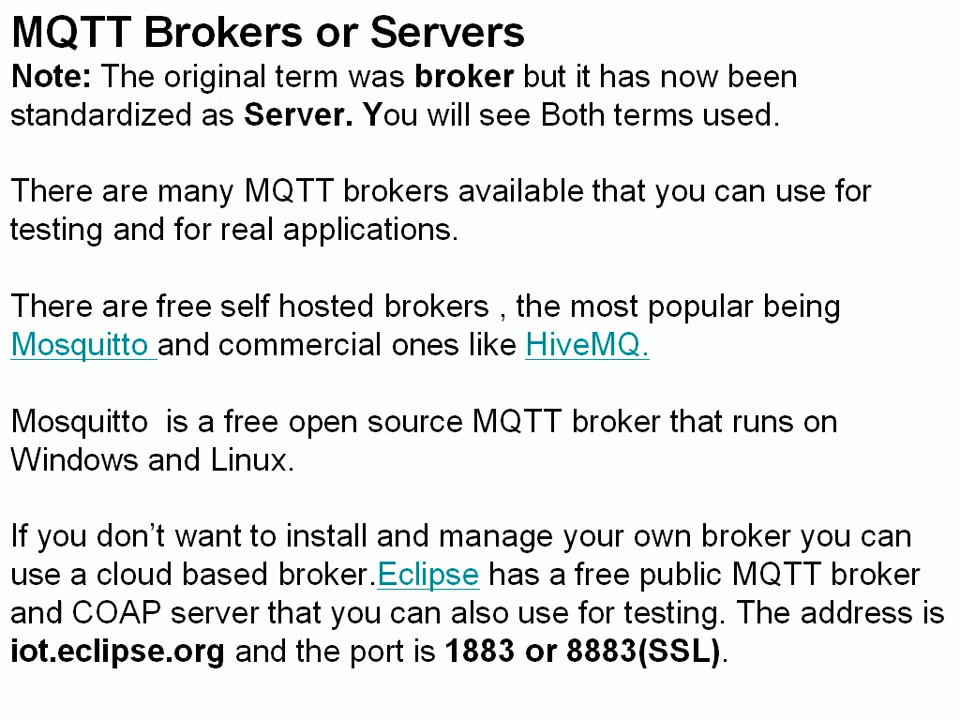 MQTT Brokers or Servers
Note: The original term was broker but it has now been
standardized as Server. You will see Both terms used.
There are many MQTT brokers available that you can use for
testing and for real applications.
There are free self hosted brokers , the most popular being
Mosquitto and commercial ones like HiveMQ.
Mosquitto  is a free open source MQTT broker that runs on
Windows and Linux.
If you don’t want to install and manage your own broker you can
use a cloud based broker.Eclipse has a free public MQTT broker
and COAP server that you can also use for testing. The address is
iot.eclipse.org and the port is 1883 or 8883(SSL).